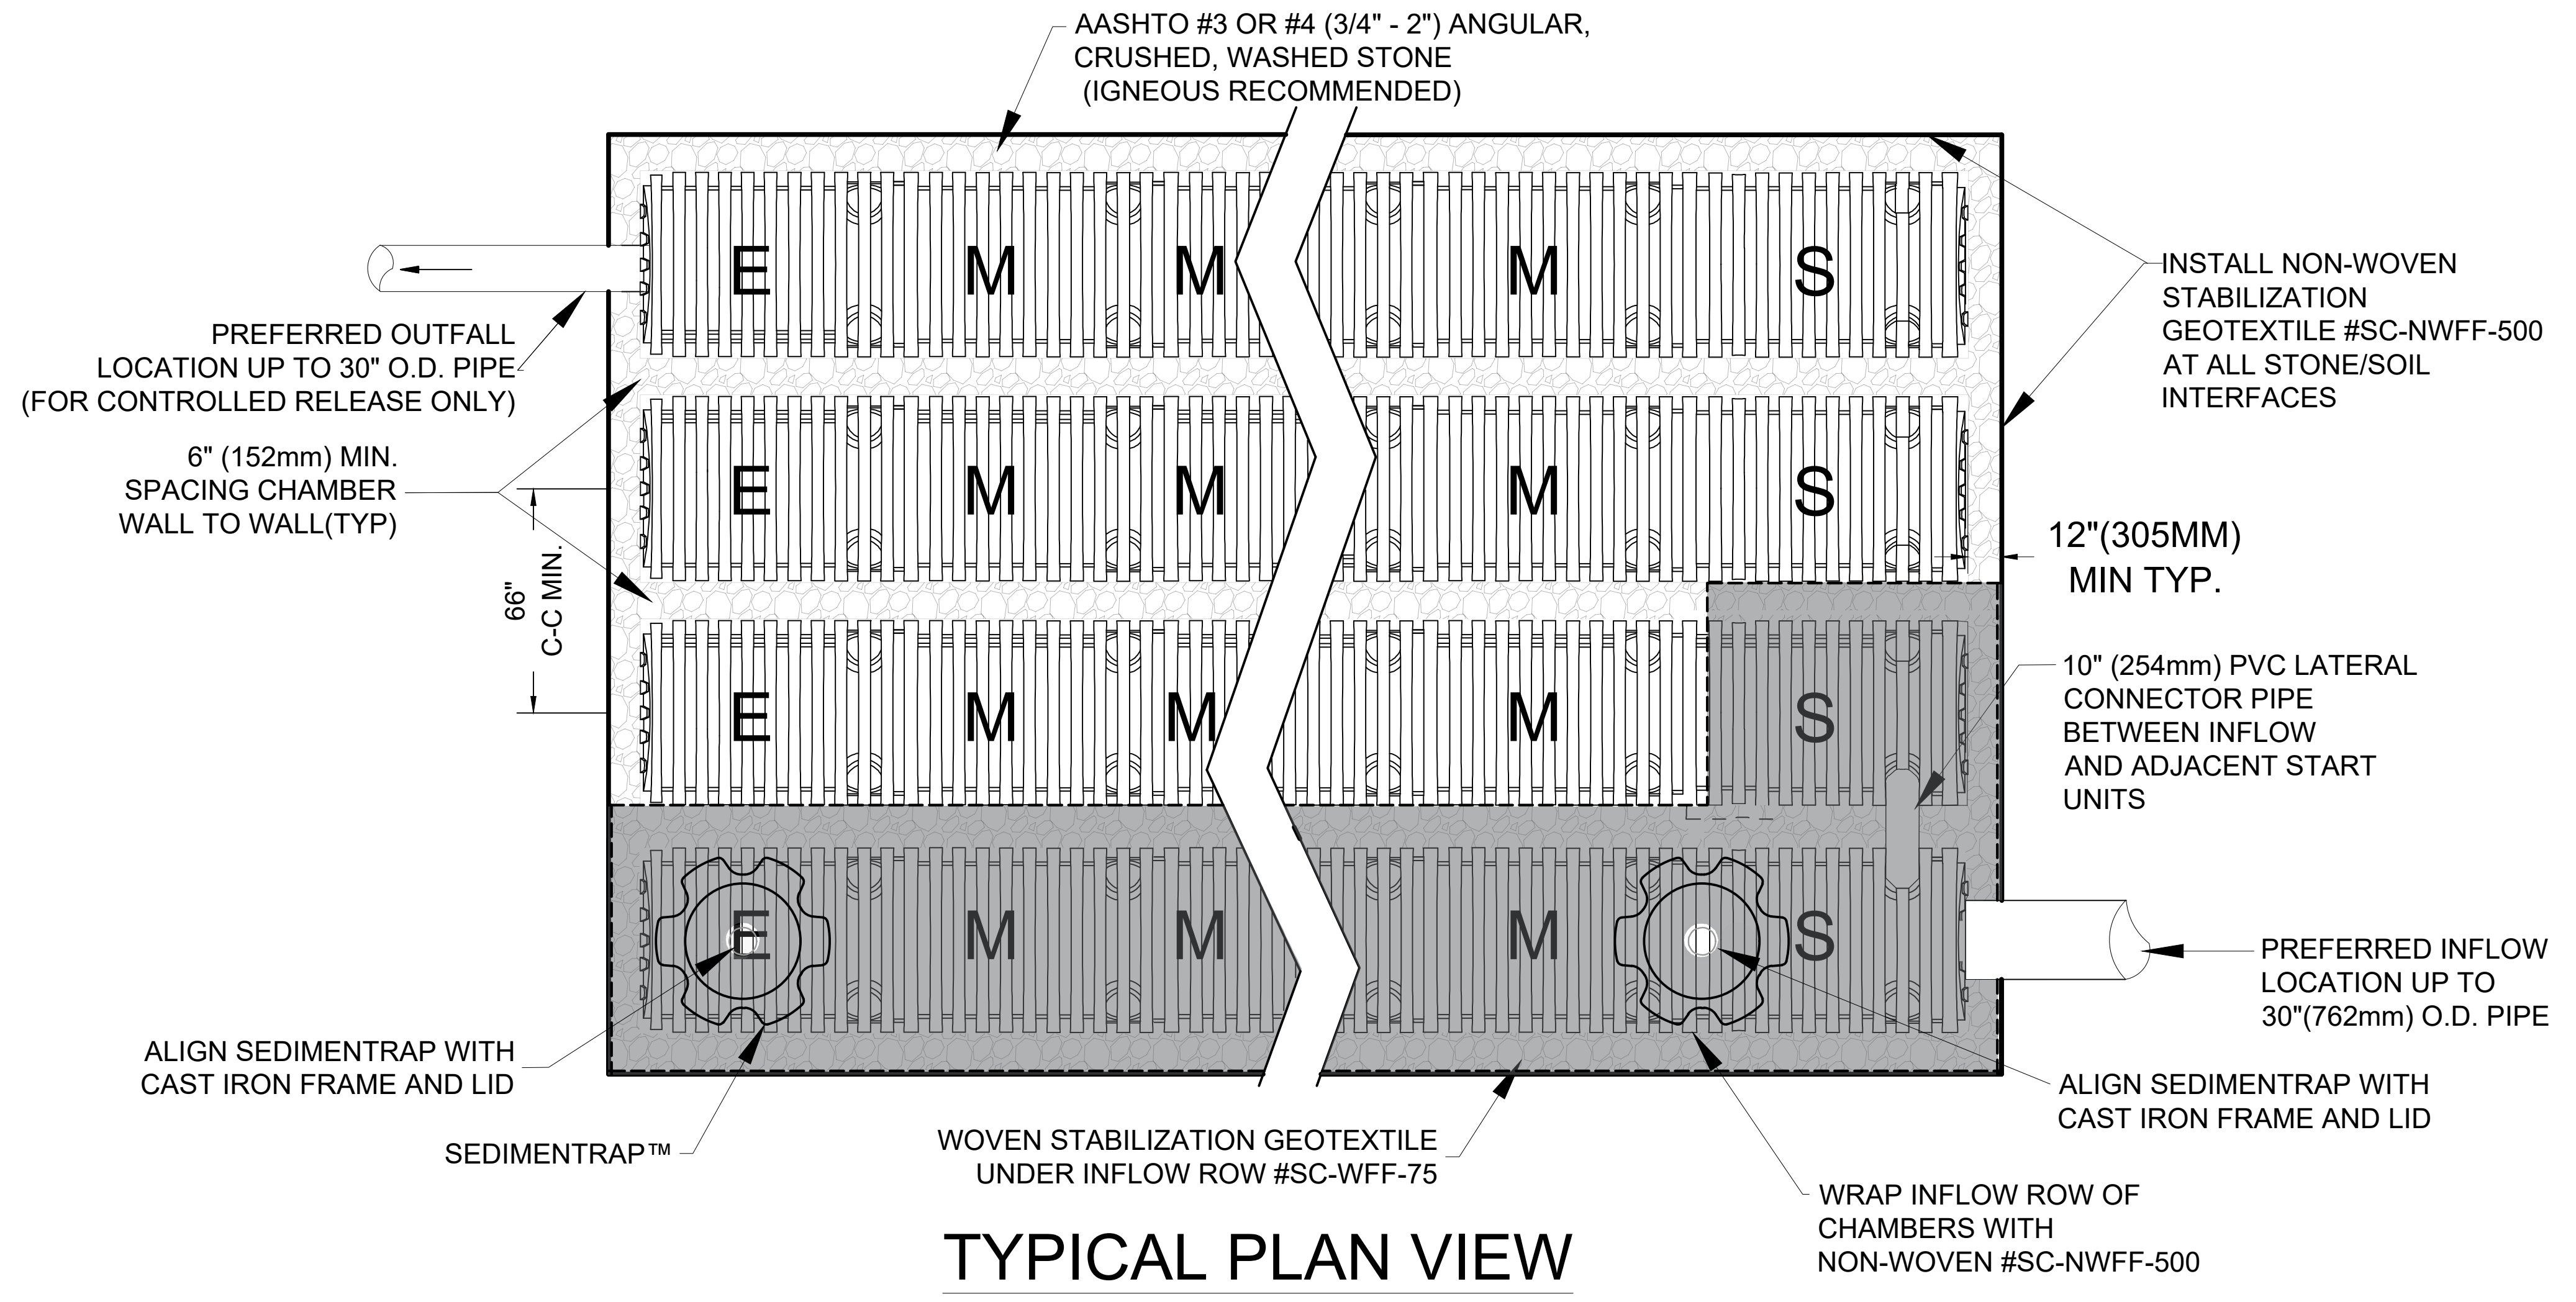 AASHTO #3 OR #4 (3/4" - 2") ANGULAR,
CRUSHED, WASHED STONE
(IGNEOUS RECOMMENDED)
E M M M S
PREFERRED OUTFALL
LOCATION UP TO 30" O.D. PIPE
(FOR CONTROLLED RELEASE ONLY)
INSTALL NON-WOVEN
STABILIZATION
GEOTEXTILE #SC-NWFF-500
AT ALL STONE/SOIL
INTERFACES
6" (152mm) MIN.
SPACING CHAMBER
WALL TO WALL(TYP)
E M M M S
66"
C-C MIN.
12"(305MM)
MIN TYP.
E M M M S
10" (254mm) PVC LATERAL
CONNECTOR PIPE
BETWEEN INFLOW
AND ADJACENT START
UNITS
E M M M S
PREFERRED INFLOW
LOCATION UP TO
30"(762mm) O.D. PIPE
ALIGN SEDIMENTRAP WITH
CAST IRON FRAME AND LID
ALIGN SEDIMENTRAP WITH
CAST IRON FRAME AND LID
SEDIMENTRAP™
WOVEN STABILIZATION GEOTEXTILE
UNDER INFLOW ROW #SC-WFF-75
WRAP INFLOW ROW OF
CHAMBERS WITH
NON-WOVEN #SC-NWFF-500
TYPICAL PLAN VIEW